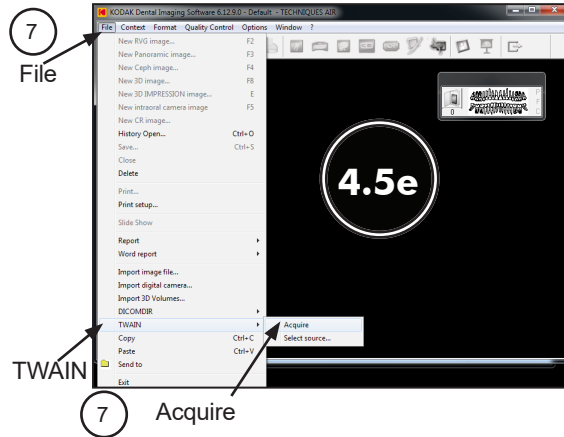 7
File
KODAK Dental Imaging Software 6.12.9.0 - Default - TECHNIQUES AIR
File Context Format Quality Control Options Window ?
New RVG image... F2
New Panoramic image... F3
New Ceph image... F4
New 3D image... F8
New 3D IMPRESSION image... E
New intraoral camera image F5
New CR image...
History Open... Ctrl+O
Save... Ctrl+S
Close
Delete
Print...
Print setup...
Slide Show
Report
Word report
Import image file...
Import digital camera...
Import 3D Volumes...
DICOMDIR
TWAIN
Acquire
Copy Ctrl+C
Select source...
Paste Ctrl+V
Send to
Exit
0
4.5e
TWAIN
7
Acquire